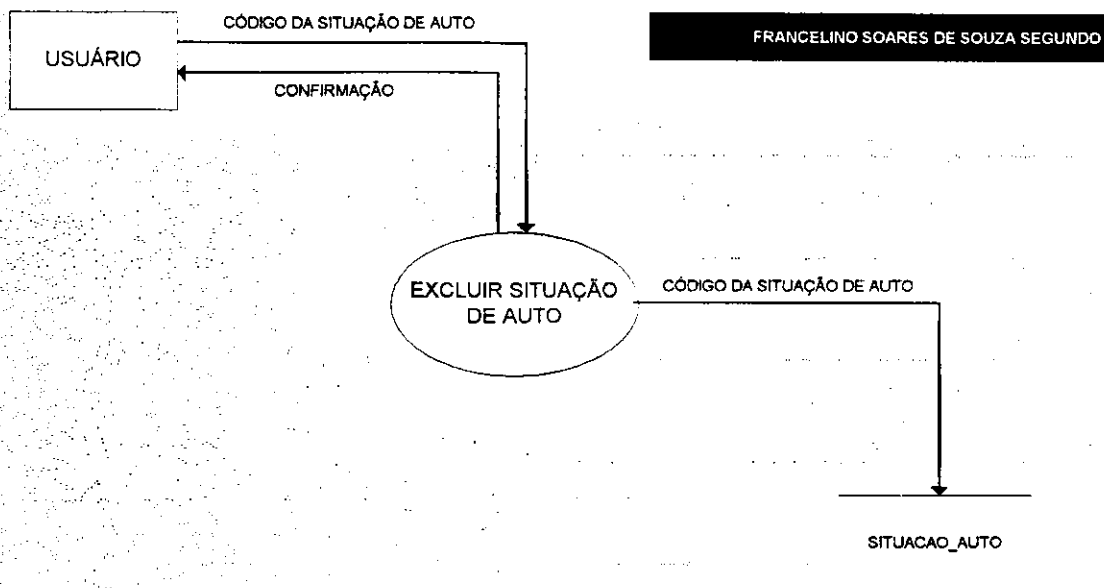 CÓDIGO DA SITUAÇÃO DE AUTO
FRANCELINO SOARES DE SOUZA SEGUNDO
USUÁRIO
CONFIRMAÇÃO
EXCLUIR SITUAÇÃO
DE AUTO
CÓDIGO DA SITUAÇÃO DE AUTO
SITUACAO_AUTO